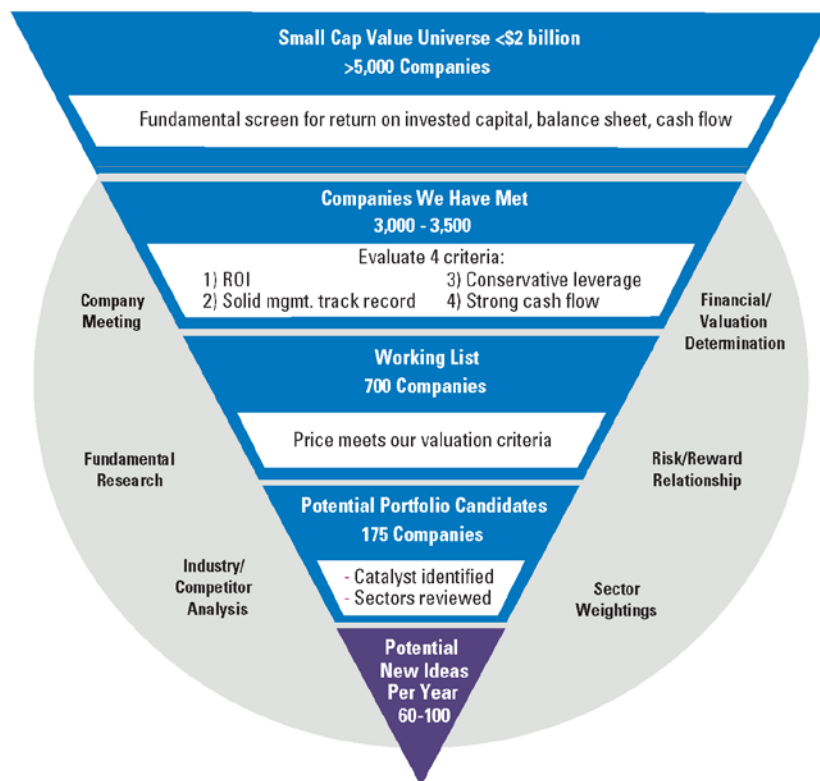 Small Cap Value Universe <$2 billion
>5,000 Companies
Fundamental screen for return on invested capital, balance sheet, cash flow
Companies We Have Met
3,000 - 3,500
Evaluate 4 criteria:
1) ROI
2) Solid mgmt. track record
3) Conservative leverage
4) Strong cash flow
Company
Meeting
Financial/
Valuation
Determination
Working List
700 Companies
Price meets our valuation criteria
Fundamental
Research
Risk/Reward
Relationship
Potential Portfolio Candidates
175 Companies
- Catalyst identified
- Sectors reviewed
Industry/
Competitor
Analysis
Sector
Weightings
Potential
New Ideas
Per Year
60-100